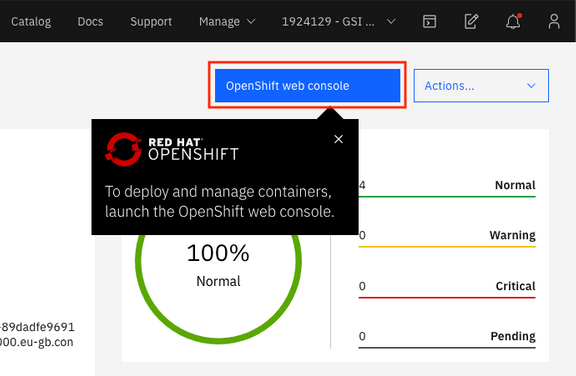 Catalog Docs Support Manage 1924129 - GSI ...
OpenShift web console Actions...
RED HAT
OPENSHIFT
To deploy and manage containers,
launch the OpenShift web console.
4 Normal
0 Warning
0 Critical
0 Pending
100%
Normal
-89dadfe9691
000.eu-gb.con